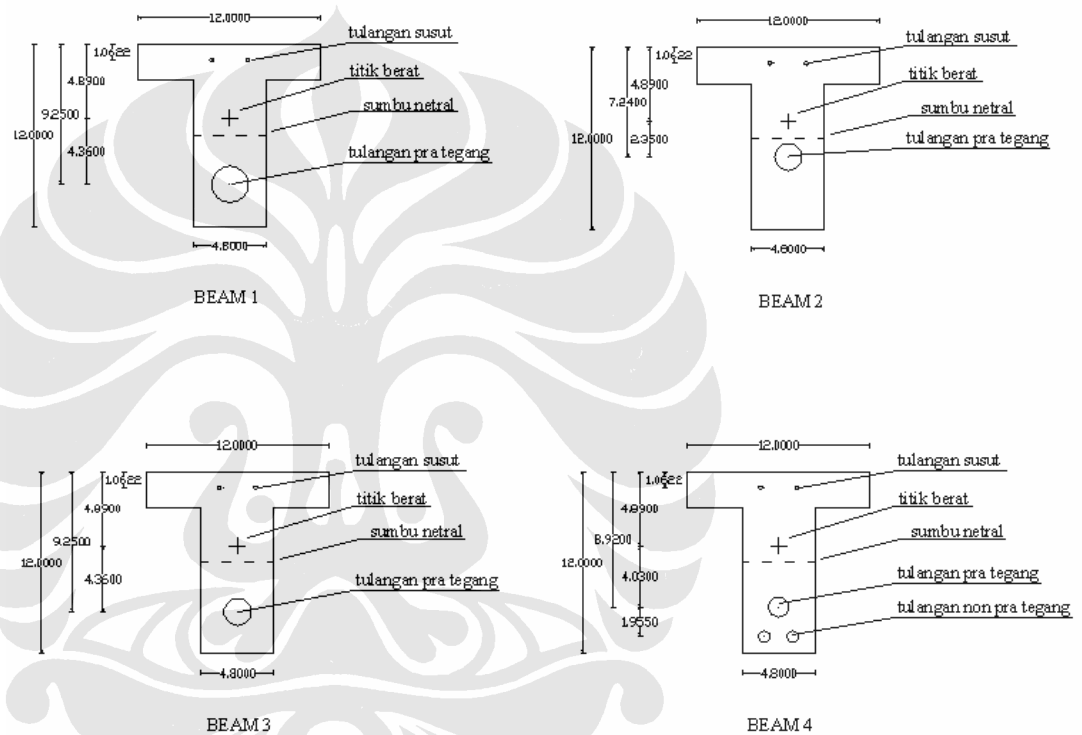 12.0000
1.0622
4.8900
9.2500
12.0000
4.3600
4.8000
tulangan susut
titik berat
sumbu netral
tulangan pra tegang
BEAM 1
12.0000
1.0622
4.8900
7.2400
12.0000
2.3500
4.8000
tulangan susut
titik berat
sumbu netral
tulangan pra tegang
BEAM 2
12.0000
1.0622
4.8900
9.2500
12.0000
4.3600
4.8000
tulangan susut
titik berat
sumbu netral
tulangan pra tegang
BEAM 3
12.0000
1.0622
4.8900
8.9200
12.0000
4.0300
1.9550
4.8000
tulangan susut
titik berat
sumbu netral
tulangan pra tegang
tulangan non pra tegang
BEAM 4